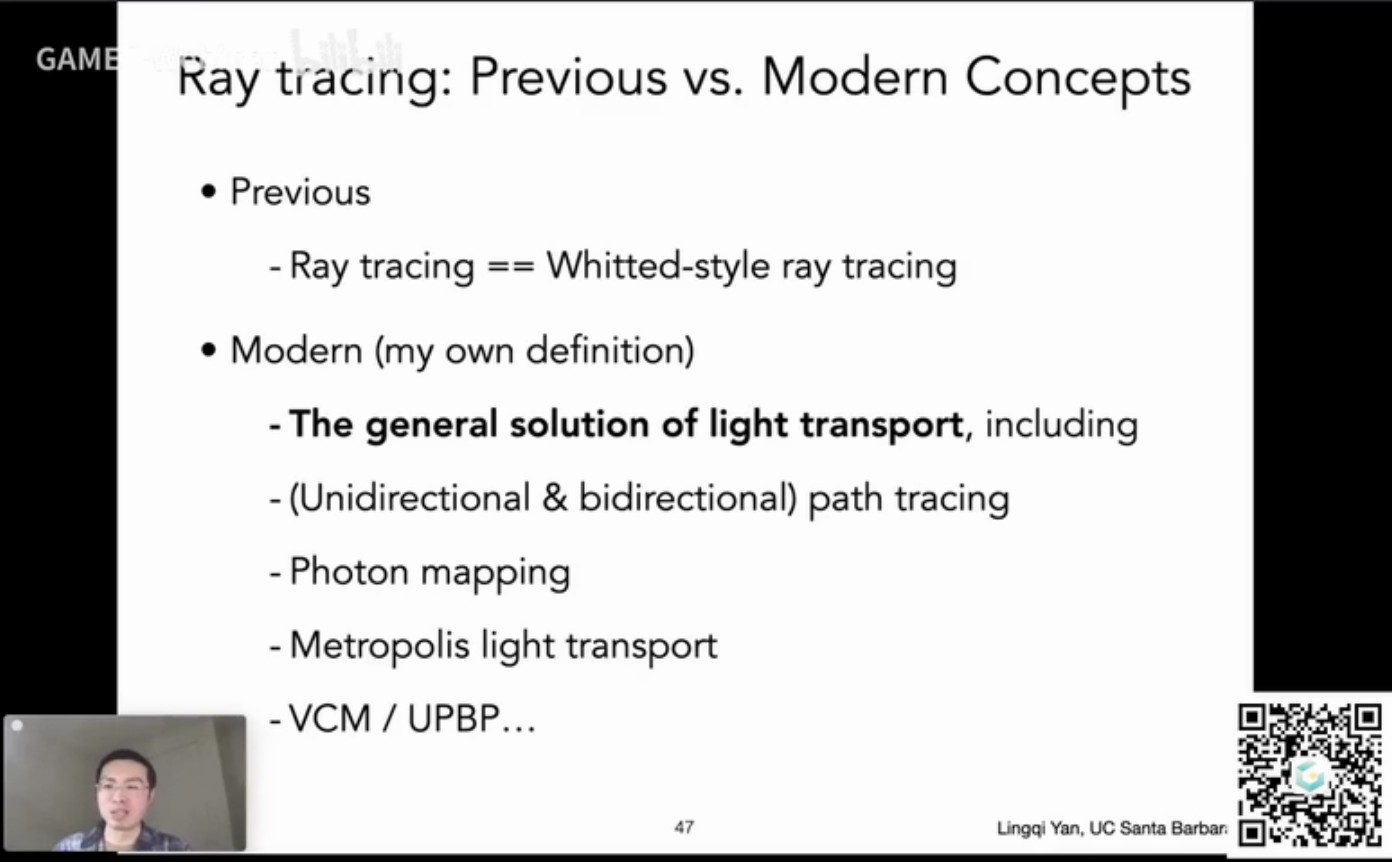 GAME
Ray tracing: Previous vs. Modern Concepts
• Previous
- Ray tracing == Whitted-style ray tracing
• Modern (my own definition)
- The general solution of light transport, including
- (Unidirectional & bidirectional) path tracing
- Photon mapping
- Metropolis light transport
- VCM / UPBP…
47
Lingqi Yan, UC Santa Barbar